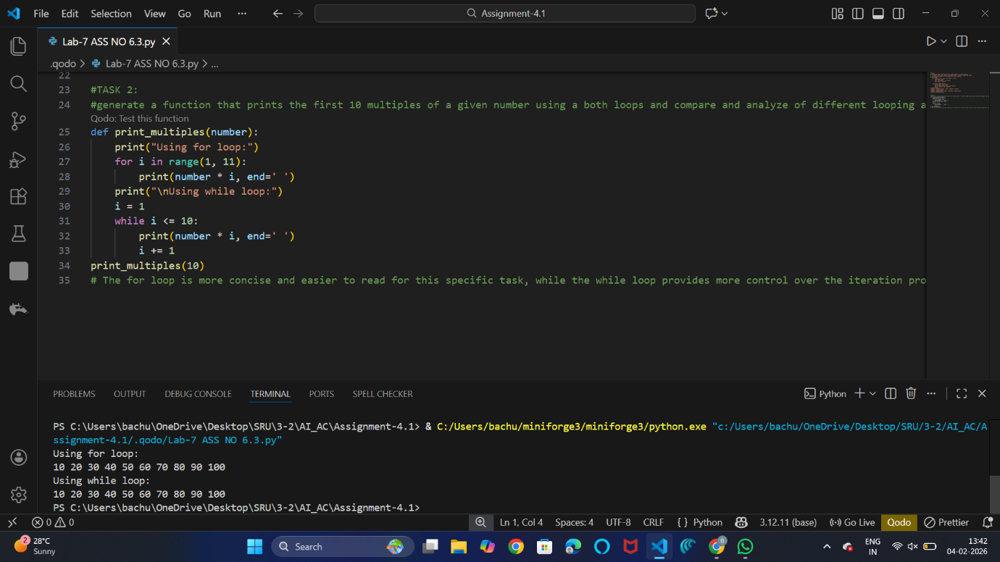 File Edit Selection View Go Run ··· Assignment-4.1
Lab-7 ASS NO 6.3.py
.qodo > Lab-7 ASS NO 6.3.py > ...
22
23 #TASK 2:
24 #generate a function that prints the first 10 multiples of a given number using a both loops and compare and analyze of different looping a
Qodo: Test this function
25 def print_multiples(number):
26     print("Using for loop:")
27     for i in range(1, 11):
28         print(number * i, end=' ')
29     print("\nUsing while loop:")
30     i = 1
31     while i <= 10:
32         print(number * i, end=' ')
33         i += 1
34 print_multiples(10)
35 # The for loop is more concise and easier to read for this specific task, while the while loop provides more control over the iteration pro
PROBLEMS OUTPUT DEBUG CONSOLE TERMINAL PORTS SPELL CHECKER Python
PS C:\Users\bachu\OneDrive\Desktop\SRU\3-2\AI_AC\Assignment-4.1> & C:/Users/bachu/miniforge3/miniforge3/python.exe "c:/Users/bachu/OneDrive/Desktop/SRU/3-2/AI_AC/A
ssignment-4.1/.qodo/Lab-7 ASS NO 6.3.py"
Using for loop:
10 20 30 40 50 60 70 80 90 100
Using while loop:
10 20 30 40 50 60 70 80 90 100
PS C:\Users\bachu\OneDrive\Desktop\SRU\3-2\AI_AC\Assignment-4.1>
0 0 Ln 1, Col 4 Spaces: 4 UTF-8 CRLF { } Python 3.12.11 (base) Go Live Qodo Prettier
2 28°C
Sunny
Search
ENG
IN
13:42
04-02-2026